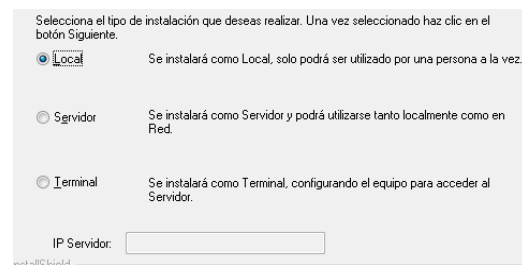 Selecciona el tipo de instalación que deseas realizar. Una vez seleccionado haz clic en el
botón Siguiente.
Local Se instalará como Local, solo podrá ser utilizado por una persona a la vez.
Servidor Se instalará como Servidor y podrá utilizarse tanto localmente como en
Red.
Terminal Se instalará como Terminal, configurando el equipo para acceder al
Servidor.
IP Servidor: